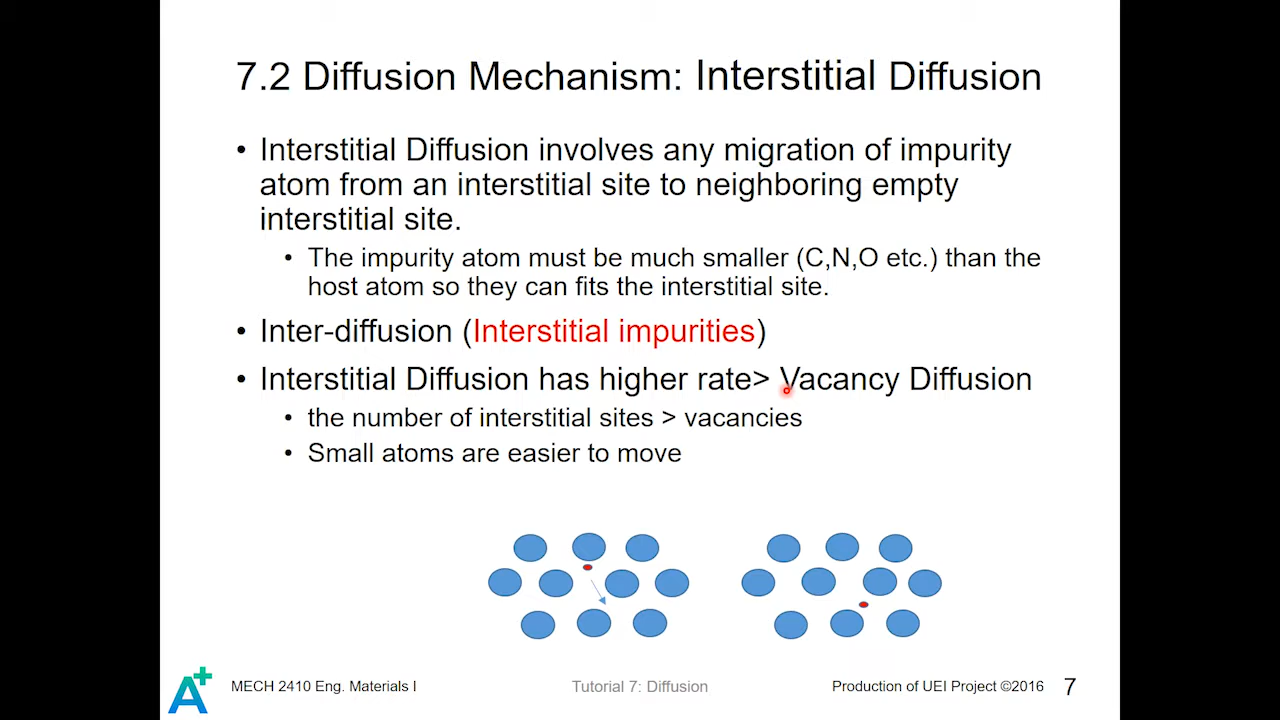 7.2 Diffusion Mechanism: Interstitial Diffusion
• Interstitial Diffusion involves any migration of impurity
atom from an interstitial site to neighboring empty
interstitial site.
• The impurity atom must be much smaller (C,N,O etc.) than the
host atom so they can fits the interstitial site.
• Inter-diffusion (Interstitial impurities)
• Interstitial Diffusion has higher rate> Vacancy Diffusion
• the number of interstitial sites > vacancies
• Small atoms are easier to move
A+
MECH 2410 Eng. Materials I
Tutorial 7: Diffusion
Production of UEI Project ©2016
7